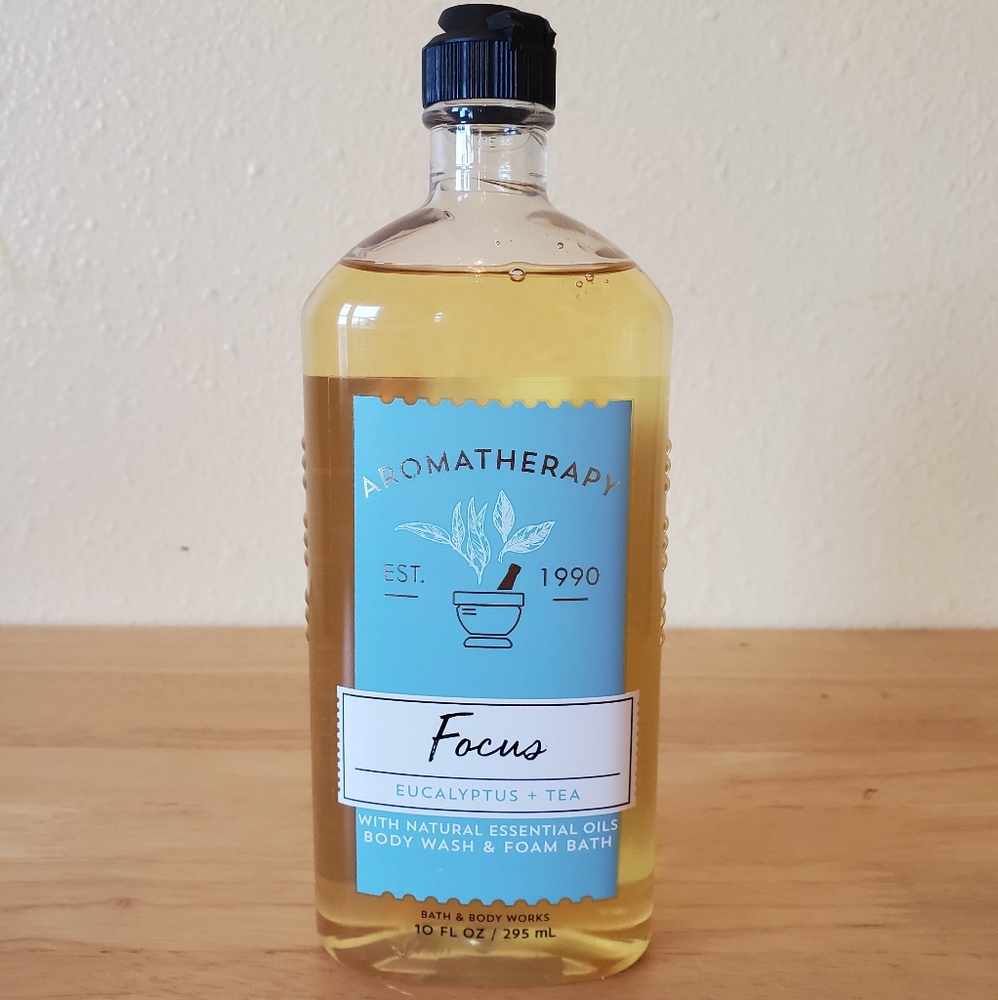 AROMATHERAPY
EST. 1990
Focus
EUCALYPTUS + TEA
WITH NATURAL ESSENTIAL OILS
BODY WASH & FOAM BATH
BATH & BODY WORKS
10 FL OZ / 295 mL